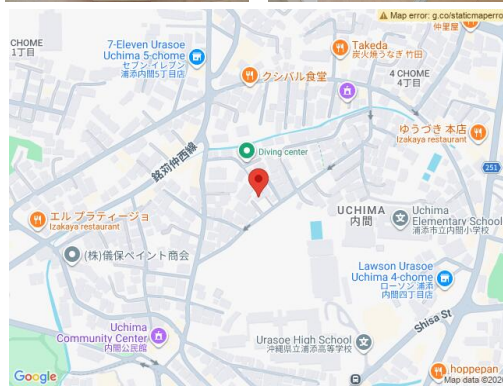 Map error: g.co/staticmaperro
仲里屋
CHOME
1丁目
7-Eleven Urasoe
Uchima 5-chome
セブン-イレブン
浦添内間5丁目店
Takeda
炭火焼うなぎ 竹田
クシバル食堂
4 CHOME
4丁目
ゆうづき 本店
Izakaya restaurant
Diving center
銘苅仲西線
251
UCHIMA
内間
Uchima
Elementary School
浦添市立内間小学校
エル プラティージョ
Izakaya restaurant
(株)儀保ペイント商会
Lawson Urasoe
Uchima 4-chome
ローソン 浦添
内間四丁目店
Shisa St
Uchima
Community Center
内間公民館
Urasoe High School
沖縄県立浦添高等学校
hoppepan
Google
Map data ©202